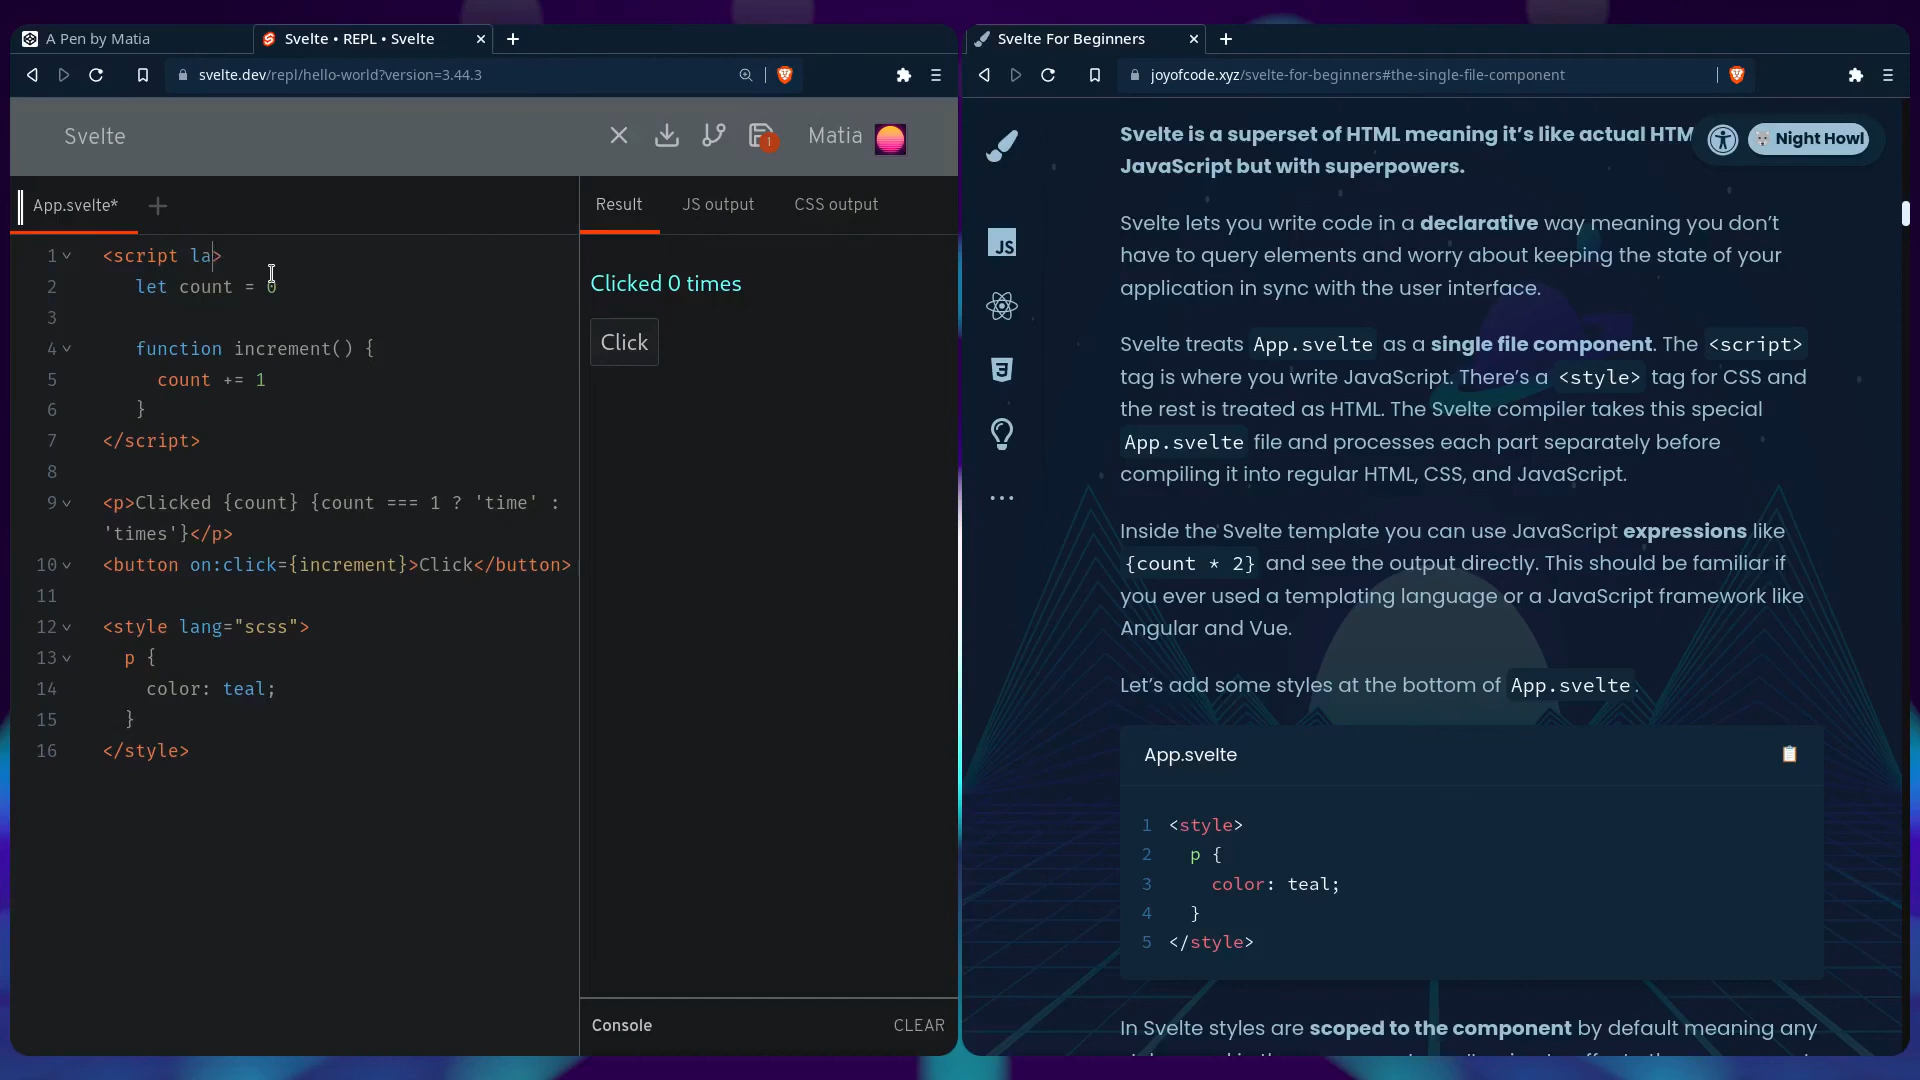 A Pen by Matia
Svelte • REPL • Svelte
svelte.dev/repl/hello-world?version=3.44.3
Svelte
1
Matia
App.svelte*
Result
JS output
CSS output
1 <script la>
2 let count = 0
3
4 function increment() {
5 count += 1
6 }
7 </script>
8
9 <p>Clicked {count} {count === 1 ? 'time' :
'times'}</p>
10 <button on:click={increment}>Click</button>
11
12 <style lang="scss">
13 p {
14 color: teal;
15 }
16 </style>
Clicked 0 times
Click
Console
CLEAR
Svelte For Beginners
joyofcode.xyz/svelte-for-beginners#the-single-file-component
JS
3
Night Howl
Svelte is a superset of HTML meaning it's like actual HTM
JavaScript but with superpowers.
Svelte lets you write code in a declarative way meaning you don't
have to query elements and worry about keeping the state of your
application in sync with the user interface.
Svelte treats App.svelte as a single file component. The <script>
tag is where you write JavaScript. There's a <style> tag for CSS and
the rest is treated as HTML. The Svelte compiler takes this special
App.svelte file and processes each part separately before
compiling it into regular HTML, CSS, and JavaScript.
Inside the Svelte template you can use JavaScript expressions like
{count * 2} and see the output directly. This should be familiar if
you ever used a templating language or a JavaScript framework like
Angular and Vue.
Let's add some styles at the bottom of App.svelte.
App.svelte
1 <style>
2 p {
3 color: teal;
4 }
5 </style>
In Svelte styles are scoped to the component by default meaning any